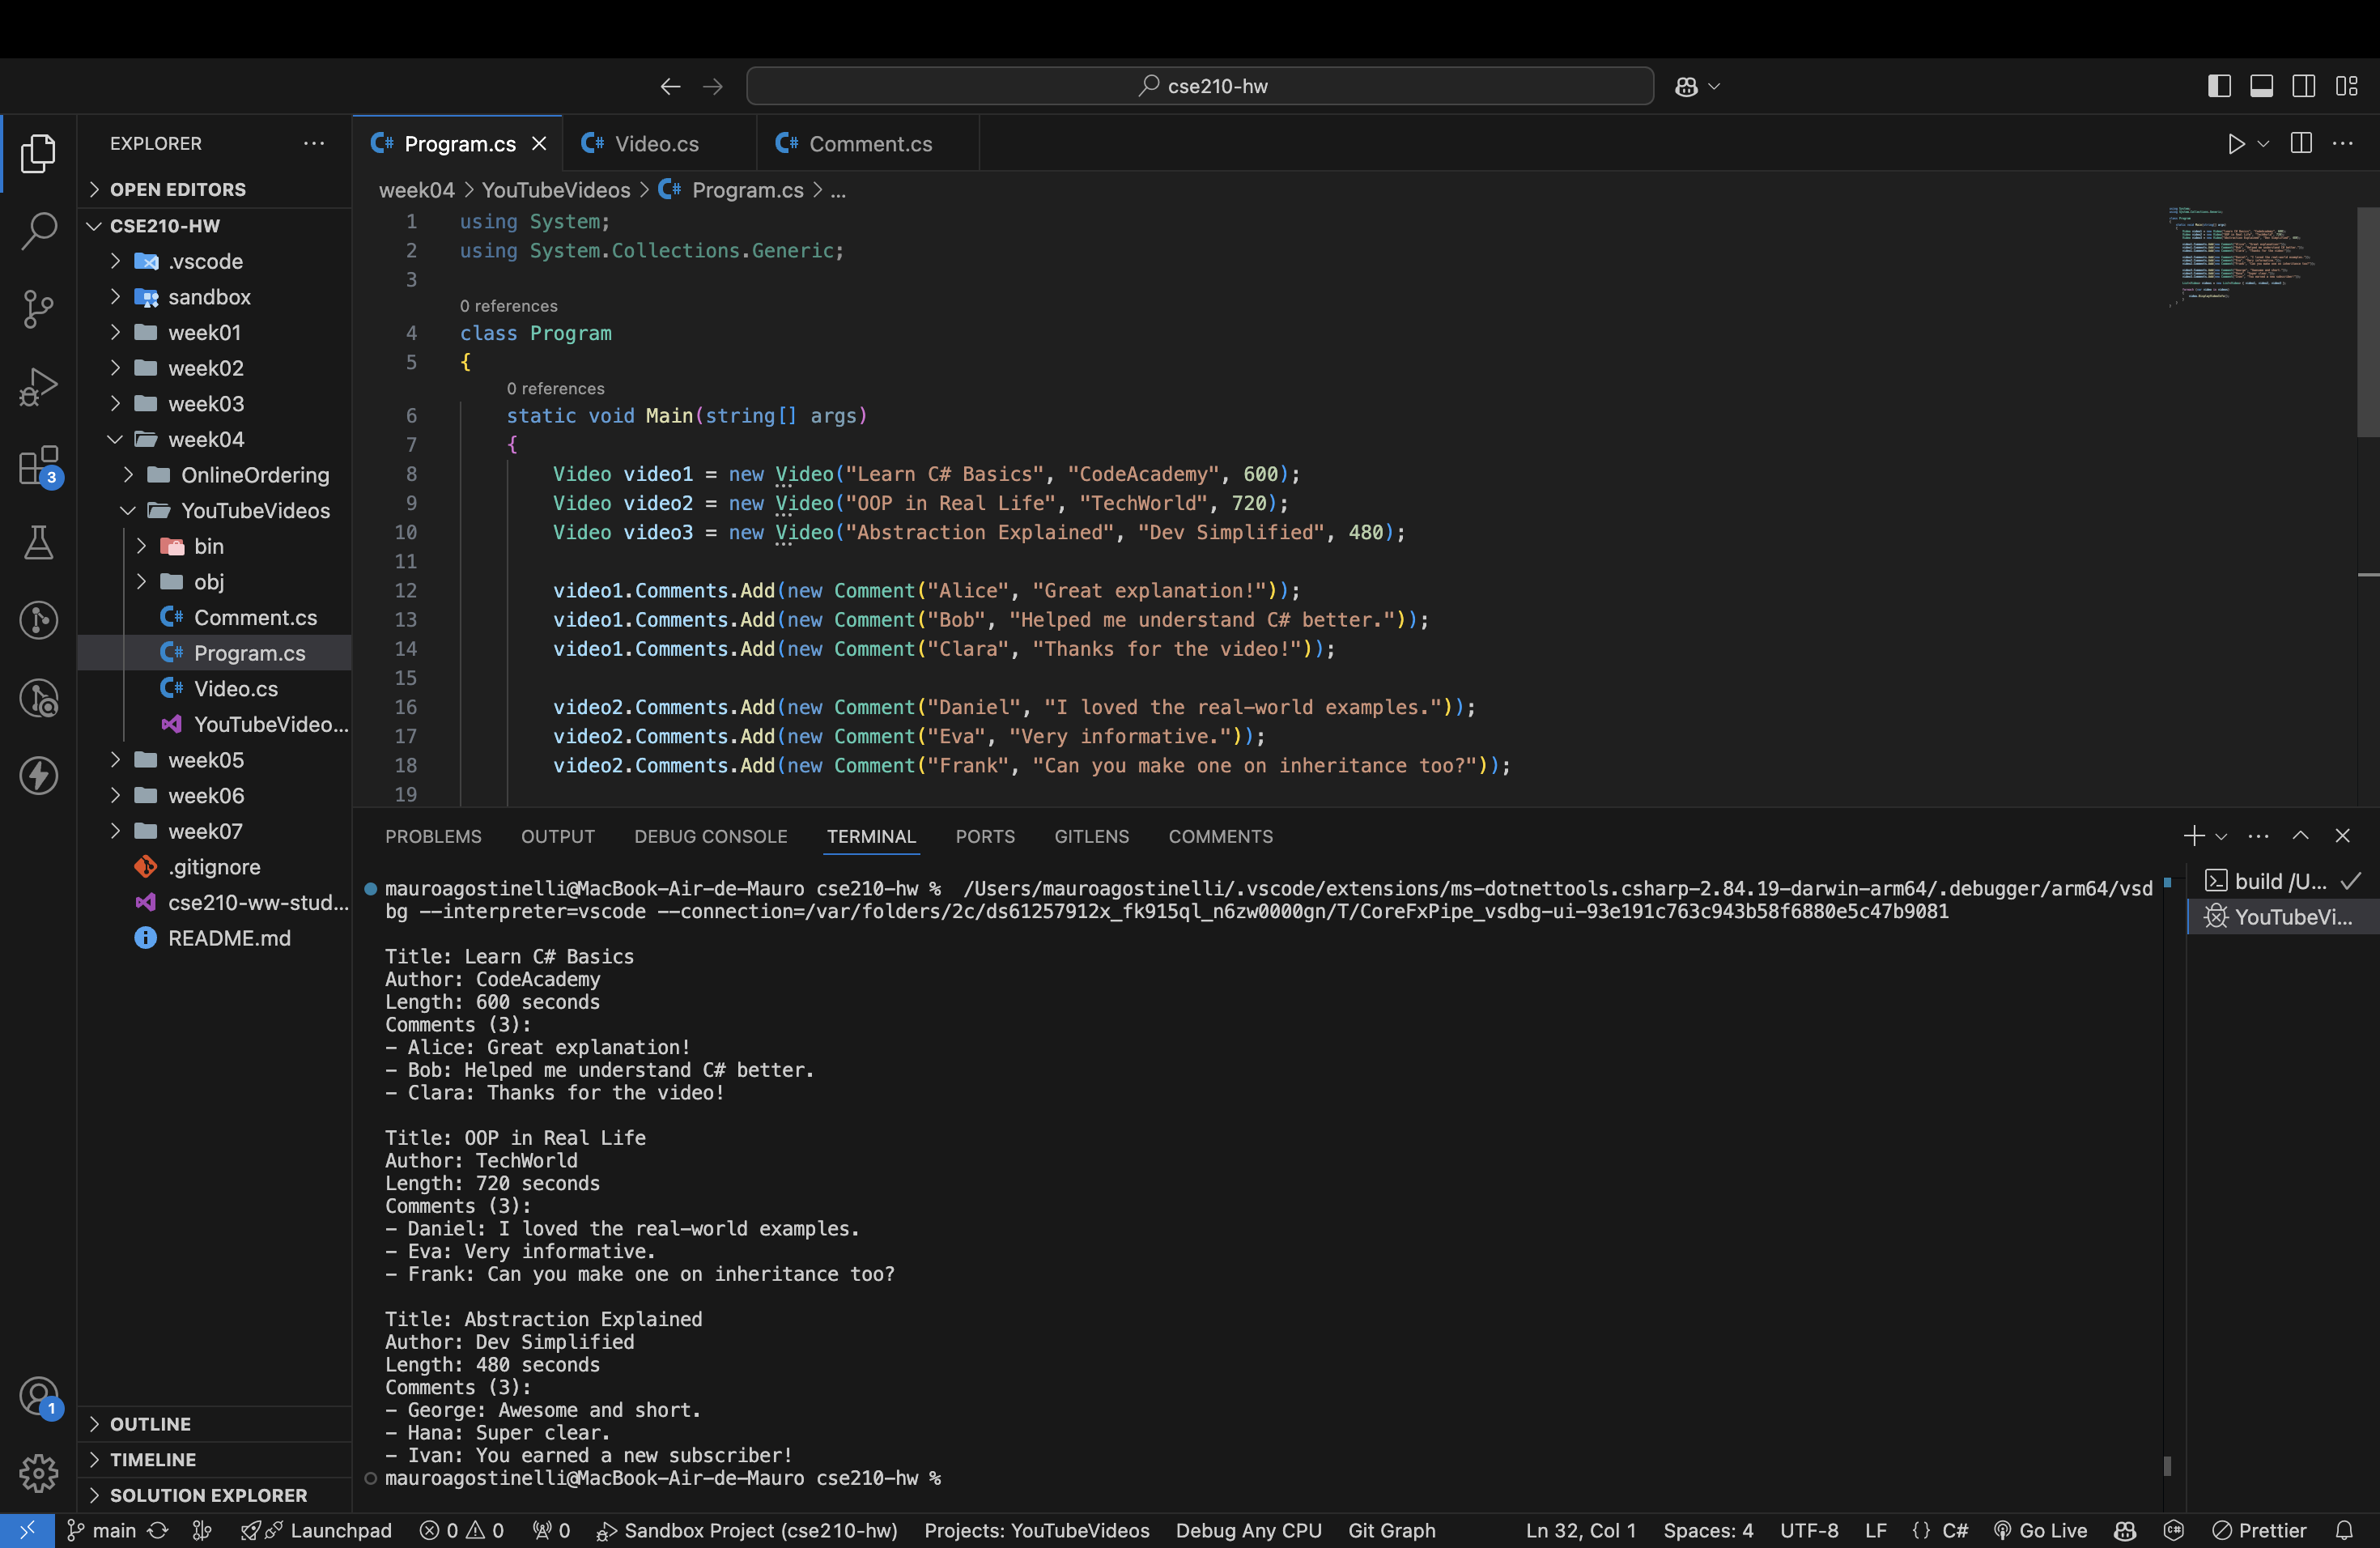 cse210-hw
EXPLORER
Program.cs
Video.cs
Comment.cs
OPEN EDITORS
CSE210-HW
.vscode
sandbox
week01
week02
week03
week04
OnlineOrdering
YouTubeVideos
bin
obj
Comment.cs
Program.cs
Video.cs
YouTubeVideo...
week05
week06
week07
.gitignore
cse210-ww-stud...
README.md
OUTLINE
TIMELINE
SOLUTION EXPLORER
3
1
week04 > YouTubeVideos > Program.cs > ...
1 using System;
2 using System.Collections.Generic;
3
0 references
4 class Program
5 {
0 references
6 static void Main(string[] args)
7 {
8 Video video1 = new Video("Learn C# Basics", "CodeAcademy", 600);
9 Video video2 = new Video("OOP in Real Life", "TechWorld", 720);
10 Video video3 = new Video("Abstraction Explained", "Dev Simplified", 480);
11
12 video1.Comments.Add(new Comment("Alice", "Great explanation!"));
13 video1.Comments.Add(new Comment("Bob", "Helped me understand C# better."));
14 video1.Comments.Add(new Comment("Clara", "Thanks for the video!"));
15
16 video2.Comments.Add(new Comment("Daniel", "I loved the real-world examples."));
17 video2.Comments.Add(new Comment("Eva", "Very informative."));
18 video2.Comments.Add(new Comment("Frank", "Can you make one on inheritance too?"));
19
PROBLEMS OUTPUT DEBUG CONSOLE TERMINAL PORTS GITLENS COMMENTS
mauroagostinelli@MacBook-Air-de-Mauro cse210-hw % /Users/mauroagostinelli/.vscode/extensions/ms-dotnettools.csharp-2.84.19-darwin-arm64/.debugger/arm64/vsd
bg --interpreter=vscode --connection=/var/folders/2c/ds61257912x_fk915ql_n6zw0000gn/T/CoreFxPipe_vsdbg-ui-93e191c763c943b58f6880e5c47b9081
Title: Learn C# Basics
Author: CodeAcademy
Length: 600 seconds
Comments (3):
- Alice: Great explanation!
- Bob: Helped me understand C# better.
- Clara: Thanks for the video!
Title: OOP in Real Life
Author: TechWorld
Length: 720 seconds
Comments (3):
- Daniel: I loved the real-world examples.
- Eva: Very informative.
- Frank: Can you make one on inheritance too?
Title: Abstraction Explained
Author: Dev Simplified
Length: 480 seconds
Comments (3):
- George: Awesome and short.
- Hana: Super clear.
- Ivan: You earned a new subscriber!
mauroagostinelli@MacBook-Air-de-Mauro cse210-hw %
build /U...
YouTubeVi...
main Launchpad 0 0 0 Sandbox Project (cse210-hw) Projects: YouTubeVideos Debug Any CPU Git Graph Ln 32, Col 1 Spaces: 4 UTF-8 LF {} C# Go Live Prettier